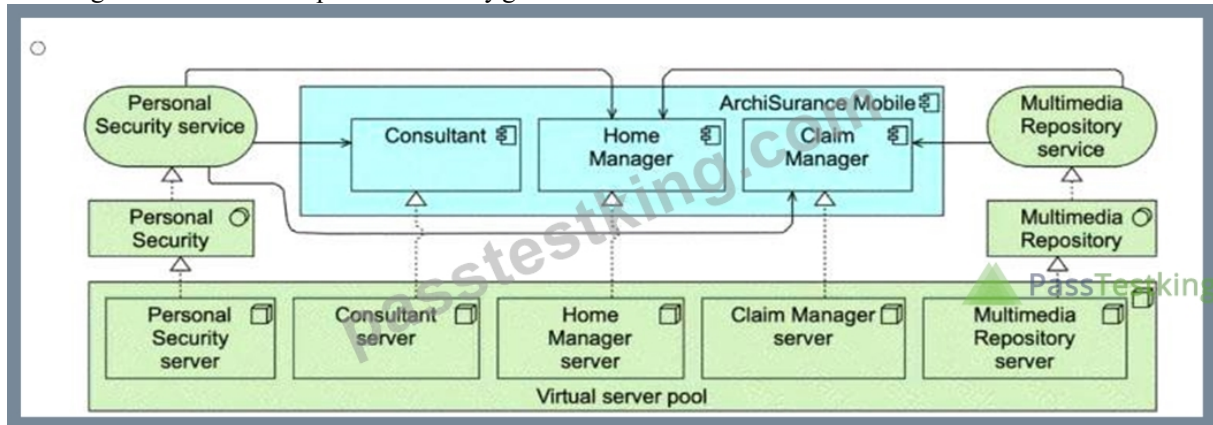 ArchiSurance Mobile
Personal
Security service
Consultant
Home
Manager
Claim
Manager
Multimedia
Repository
service
Personal
Security
Multimedia
Repository
Personal
Security
server
Consultant
server
Home
Manager
server
Claim Manager
server
Multimedia
Repository
server
Virtual server pool
passtestking.com
PassTestking